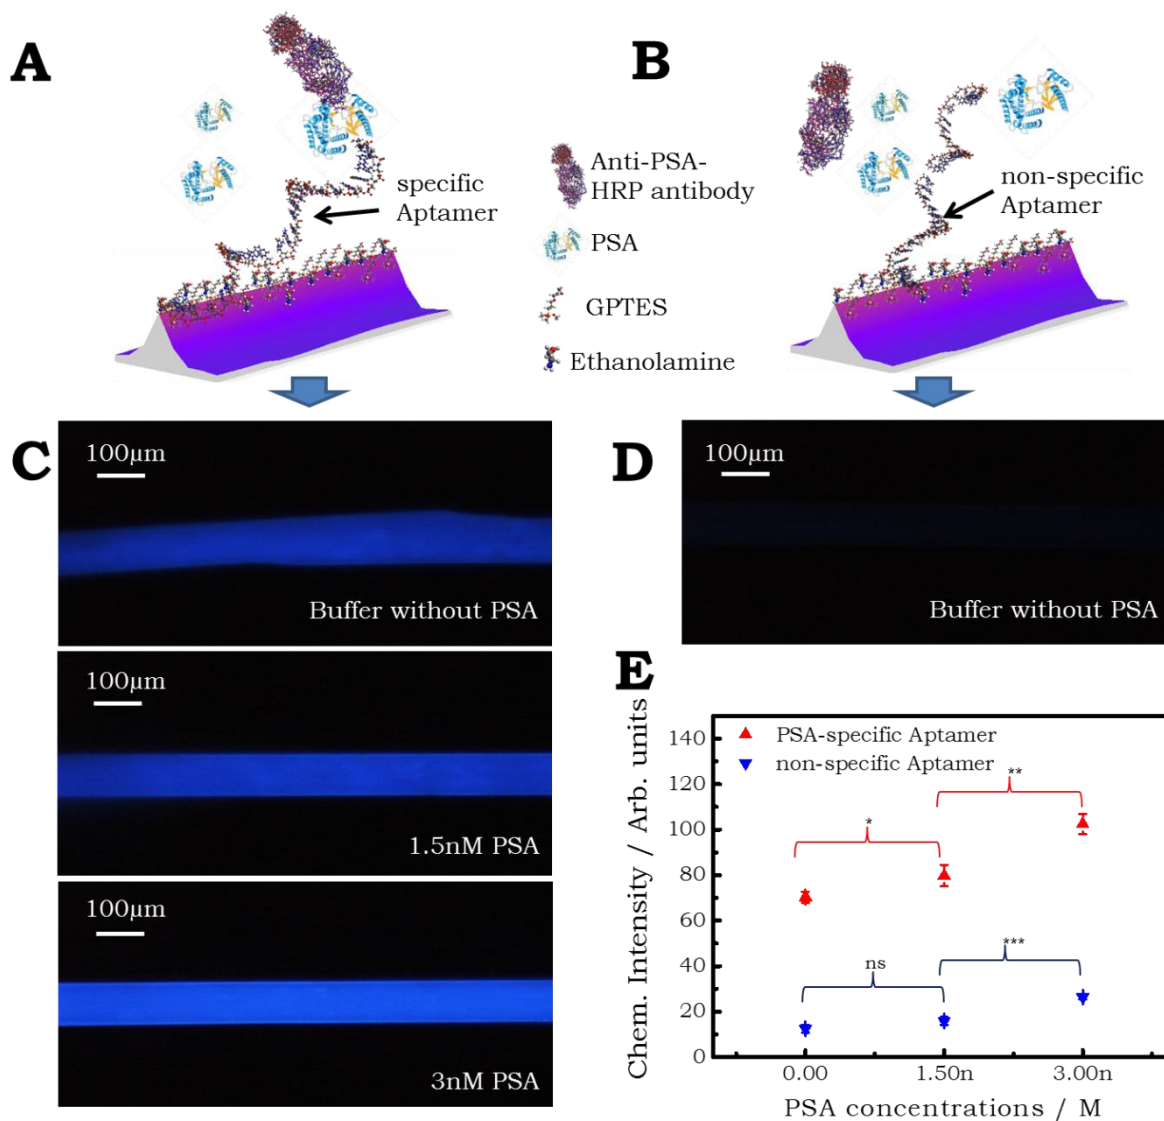 A
B
specific
Aptamer
Anti-PSA-
HRP antibody
PSA
GPTES
Ethanolamine
non-specific
Aptamer
C
100µm
Buffer without PSA
100µm
1.5nM PSA
100µm
3nM PSA
D
100µm
Buffer without PSA
E
Chem. Intensity / Arb. units
140
120
100
80
60
40
20
0
PSA-specific Aptamer
non-specific Aptamer
*
**
ns
***
0.00
1.50n
3.00n
PSA concentrations / M